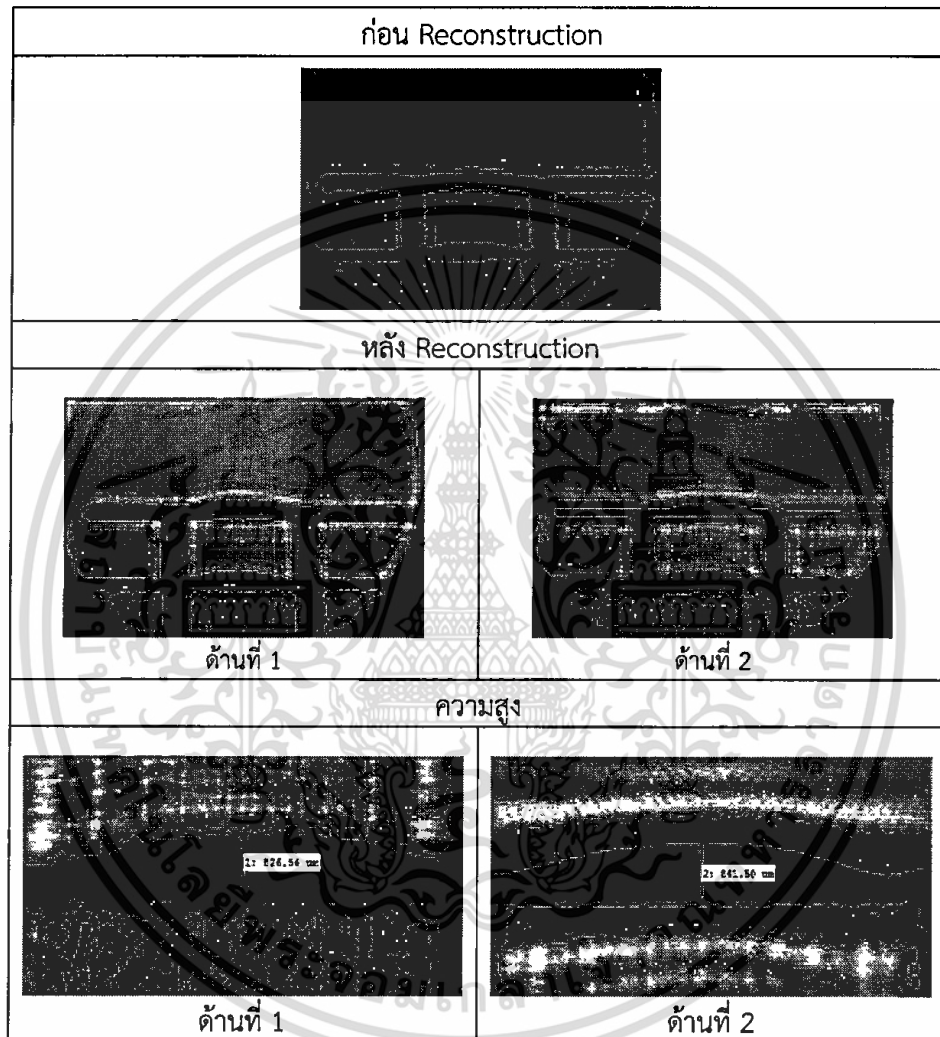 ก่อน Reconstruction
หลัง Reconstruction
ด้านที่ 1
ด้านที่ 2
ความสูง
ด้านที่ 1
ด้านที่ 2